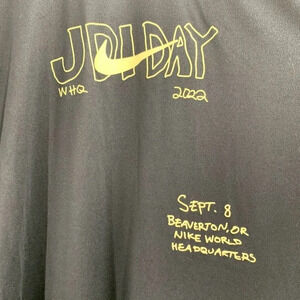 JDI DAY
WHQ 2022
SEPT. 8
BEAVERTON, OR
NIKE WORLD
HEADQUARTERS